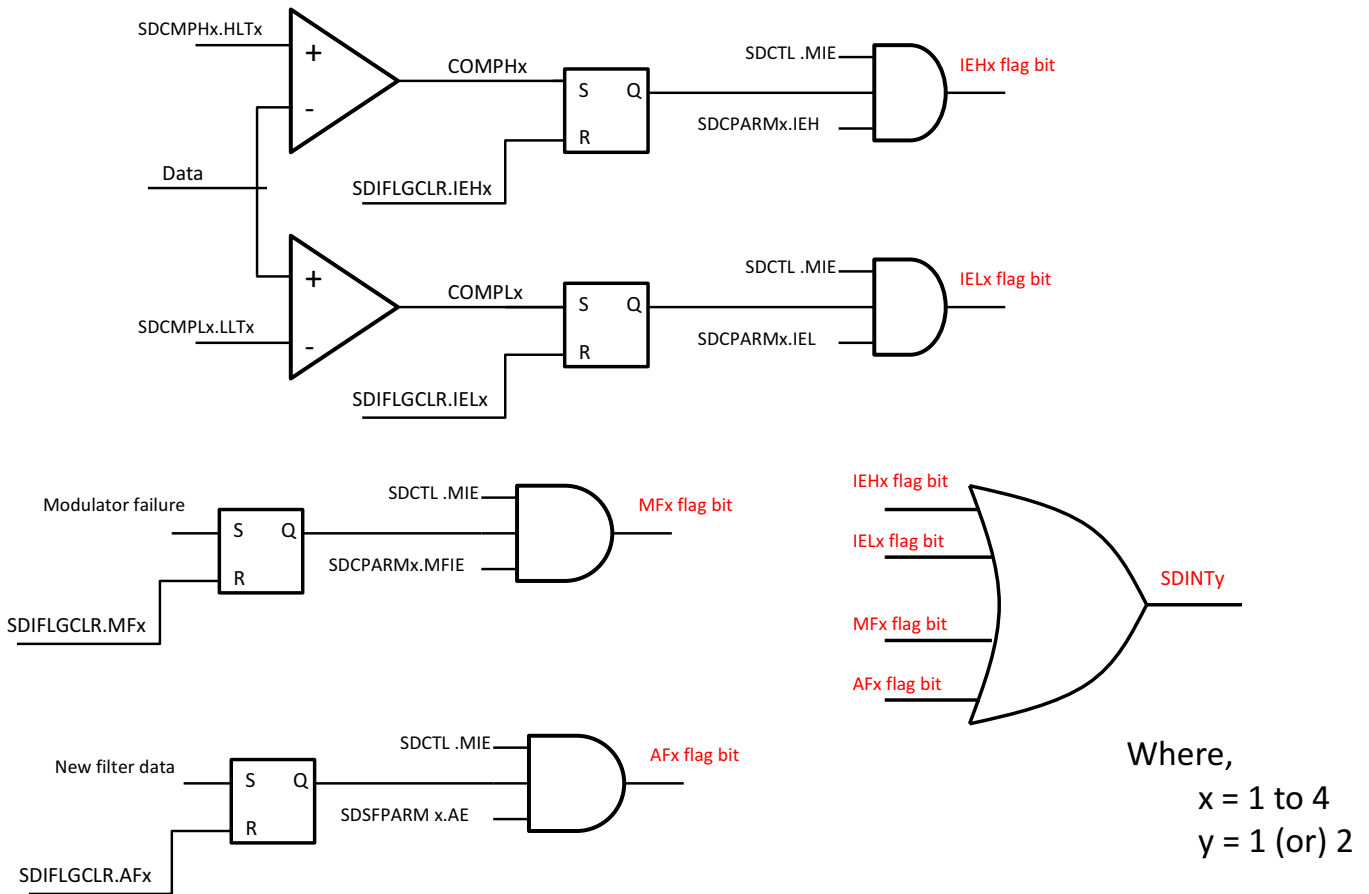 SDCMPHx.HLTx
+
-
COMPHx
S
Q
R
SDCTL .MIE
SDCPARMx.IEH
IEHx flag bit
Data
SDIFLGCLR.IEHx
+
-
SDCMPLx.LLTx
COMPLx
S
Q
R
SDCTL .MIE
SDCPARMx.IEL
IELx flag bit
SDIFLGCLR.IELx
Modulator failure
S
Q
R
SDIFLGCLR.MFx
SDCTL .MIE
SDCPARMx.MFIE
MFx flag bit
IEHx flag bit
IELx flag bit
MFx flag bit
AFx flag bit
SDINTy
New filter data
S
Q
R
SDIFLGCLR.AFx
SDCTL .MIE
SDSFPARM x.AE
AFx flag bit
Where,
x = 1 to 4
y = 1 (or) 2